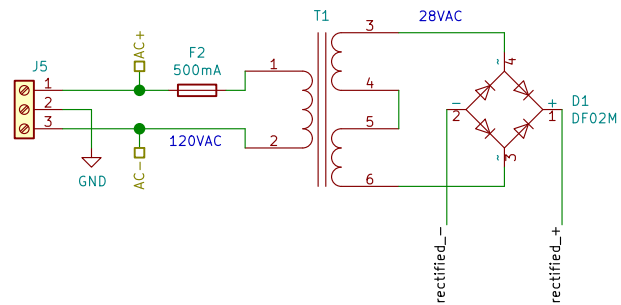 J5
1
2
3
GND
AC+
AC-
F2
500mA
120VAC
T1
1
2
3
4
5
6
28VAC
~
4
-
2
+
1
~
3
D1
DF02M
rectified_-
rectified_+